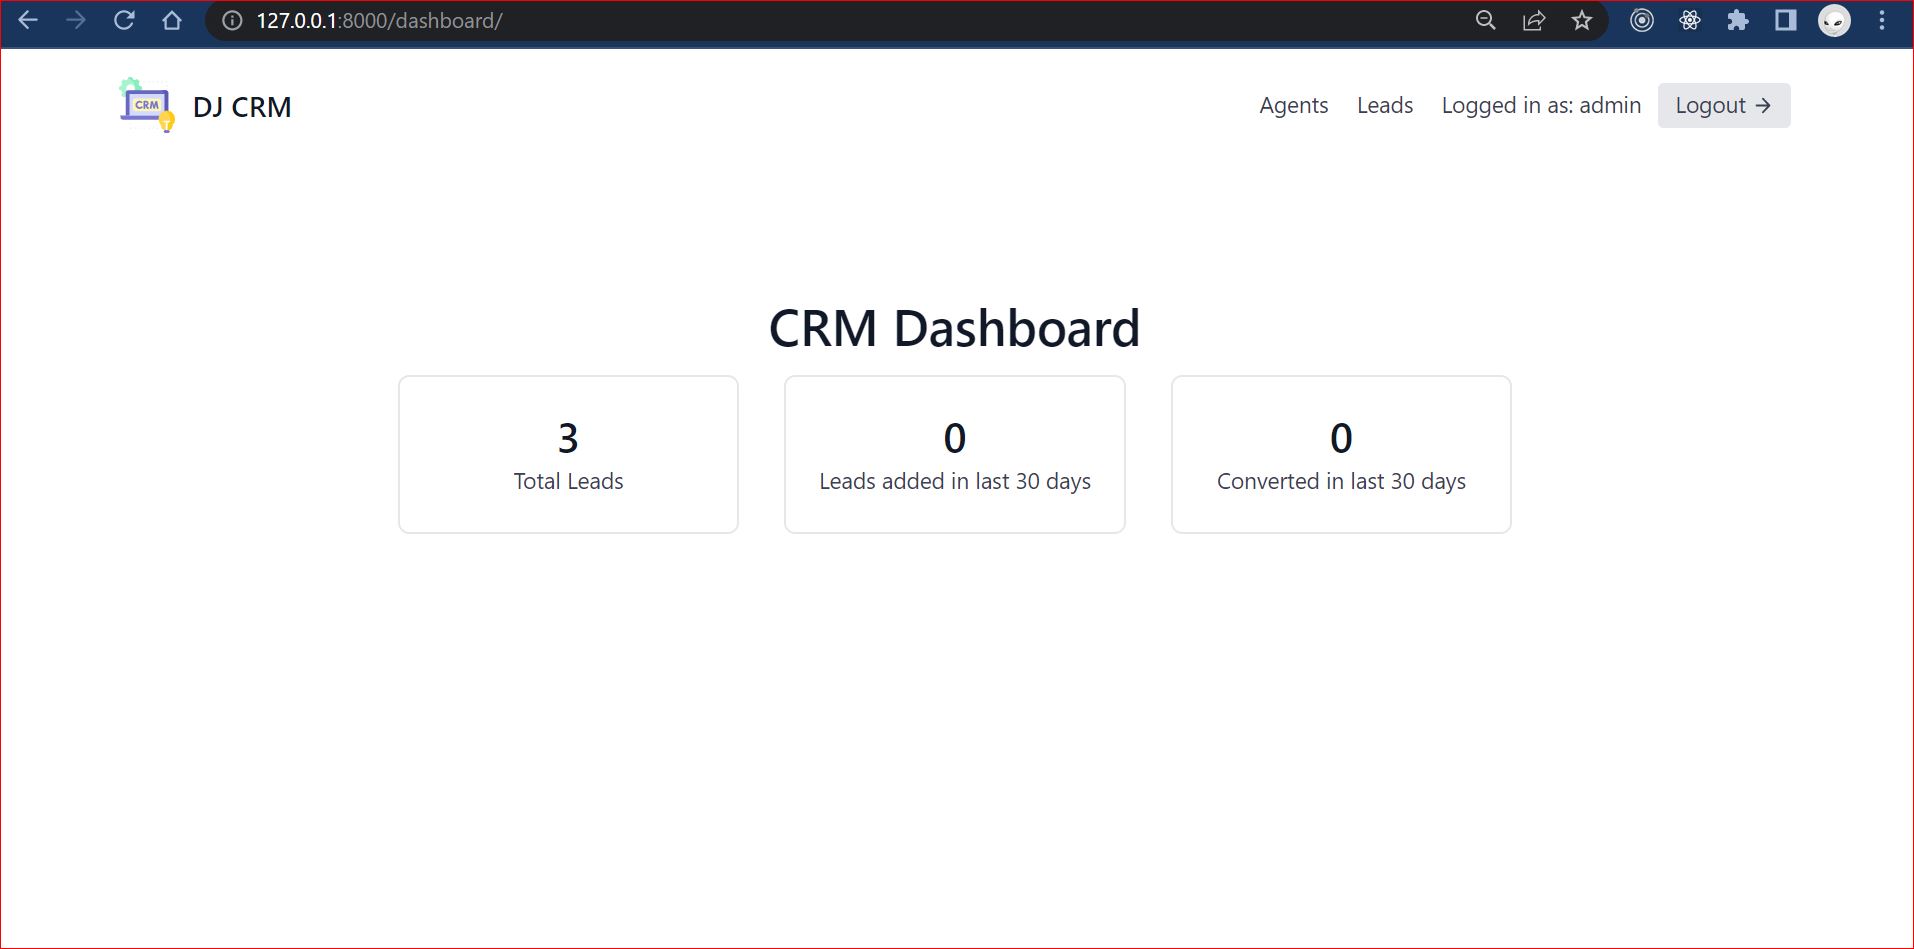 127.0.0.1:8000/dashboard/
CRM
DJ CRM
Agents Leads Logged in as: admin Logout →
CRM Dashboard
3
Total Leads
0
Leads added in last 30 days
0
Converted in last 30 days